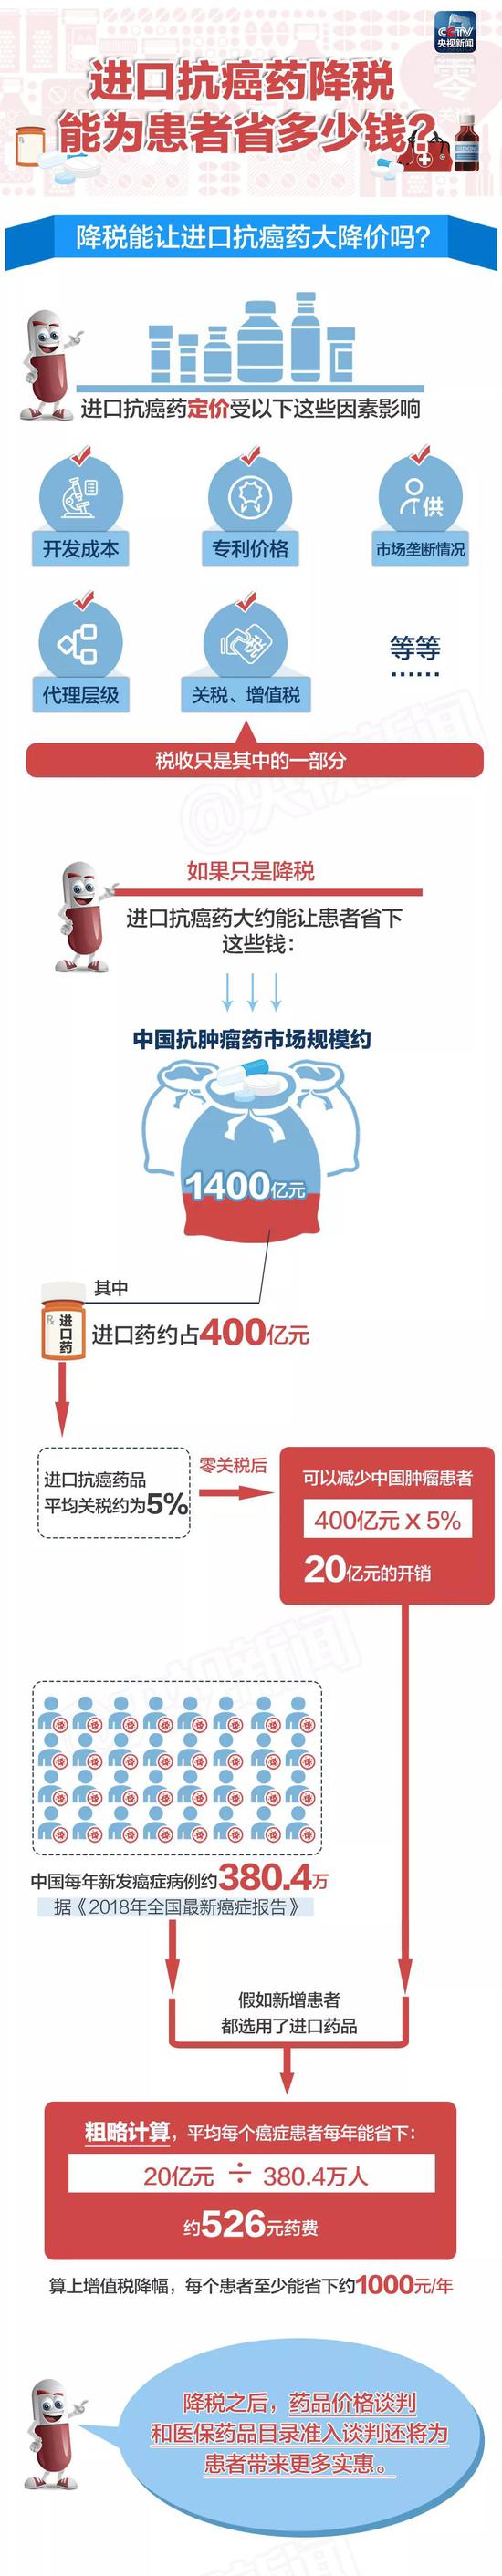 CCTV
央视新闻
进口抗癌药降税
能为患者省多少钱?
降税能让进口抗癌药大降价吗?
进口抗癌药定价受以下这些因素影响
开发成本
专利价格
供
市场垄断情况
代理层级
关税、增值税
等等
……
税收只是其中的一部分
如果只是降税
进口抗癌药大约能让患者省下
这些钱：
中国抗肿瘤药市场规模约
1400亿元
其中
进口药
进口药约占400亿元
进口抗癌药品
平均关税约为5%
零关税后
可以减少中国肿瘤患者
400亿元 x 5%
20亿元的开销
中国每年新发癌症病例约380.4万
据《2018年全国最新癌症报告》
假如新增患者
都选用了进口药品
粗略计算，平均每个癌症患者每年能省下：
20亿元 ÷ 380.4万人
约526元药费
算上增值税降幅，每个患者至少能省下约1000元/年
降税之后，药品价格谈判
和医保药品目录准入谈判还将为
患者带来更多实惠。